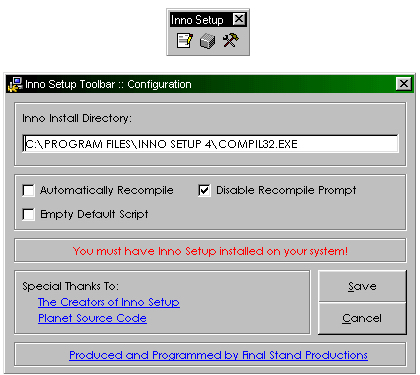 Inno Setup
Inno Setup Toolbar :: Configuration
Inno Install Directory:
C:\PROGRAM FILES\INNO SETUP 4\COMPIL32.EXE
Automatically Recompile
Disable Recompile Prompt
Empty Default Script
You must have Inno Setup installed on your system!
Special Thanks To:
The Creators of Inno Setup
Planet Source Code
Save
Cancel
Produced and Programmed by Final Stand Productions